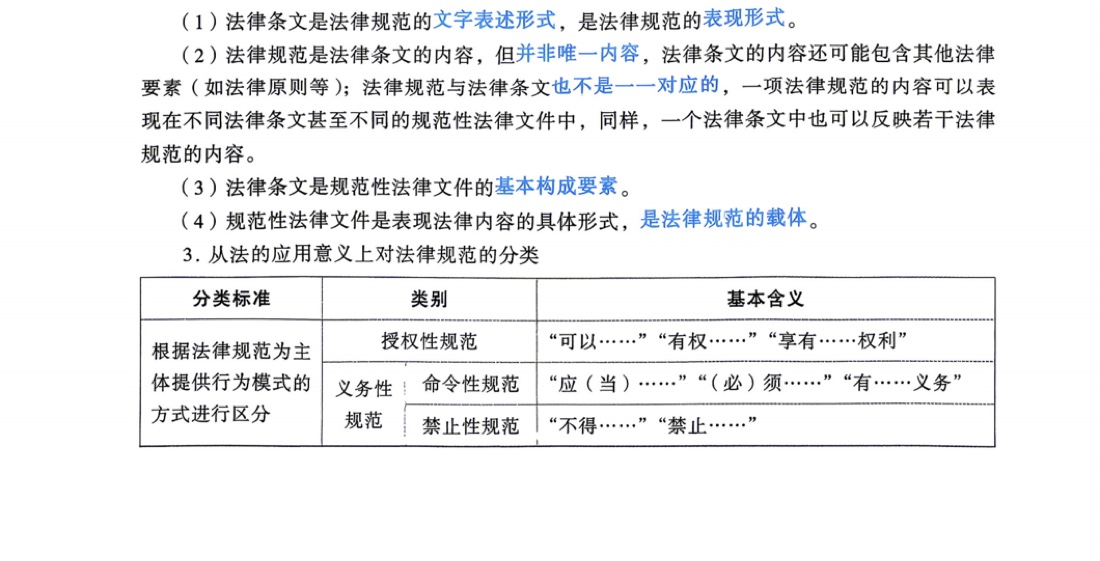 （1）法律条文是法律规范的文字表述形式，是法律规范的表现形式。
（2）法律规范是法律条文的内容，但并非唯一内容，法律条文的内容还可能包含其他法律
要素（如法律原则等）；法律规范与法律条文也不是一一对应的，一项法律规范的内容可以表
现在不同法律条文甚至不同的规范性法律文件中，同样，一个法律条文中也可以反映若干法律
规范的内容。
（3）法律条文是规范性法律文件的基本构成要素。
（4）规范性法律文件是表现法律内容的具体形式，是法律规范的载体。
3. 从法的应用意义上对法律规范的分类
分类标准 类别 基本含义
根据法律规范为主
体提供行为模式的
方式进行区分
授权性规范 “可以……”“有权……”“享有……权利”
义务性
规范
命令性规范 “应（当）……”“（必）须……”“有……义务”
禁止性规范 “不得……”“禁止……”